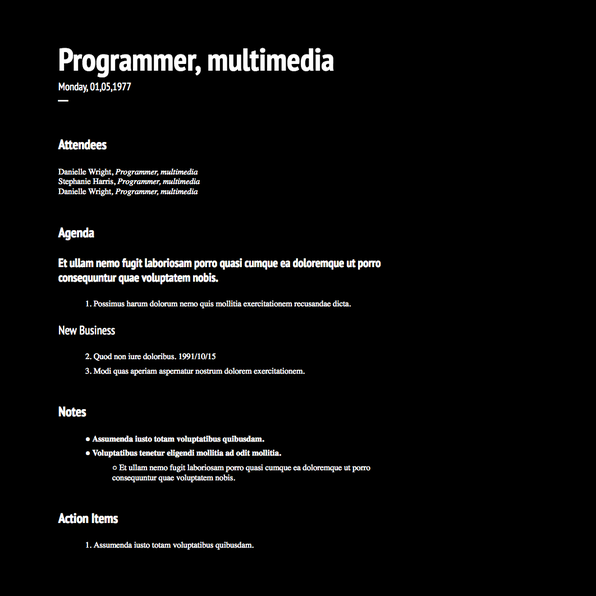 Programmer, multimedia
Monday, 01,05,1977
—
Attendees
Danielle Wright, Programmer, multimedia
Stephanie Harris, Programmer, multimedia
Danielle Wright, Programmer, multimedia
Agenda
Et ullam nemo fugit laboriosam porro quasi cumque ea doloremque ut porro
consequuntur quae voluptatem nobis.
1. Possimus harum dolorum nemo quis mollitia exercitationem recusandae dicta.
New Business
2. Quod non iure doloribus. 1991/10/15
3. Modi quas aperiam aspernatur nostrum dolorem exercitationem.
Notes
● Assumenda iusto totam voluptatibus quibusdam.
● Voluptatibus tenetur eligendi mollitia ad odit mollitia.
○ Et ullam nemo fugit laboriosam porro quasi cumque ea doloremque ut porro
consequuntur quae voluptatem nobis.
Action Items
1. Assumenda iusto totam voluptatibus quibusdam.